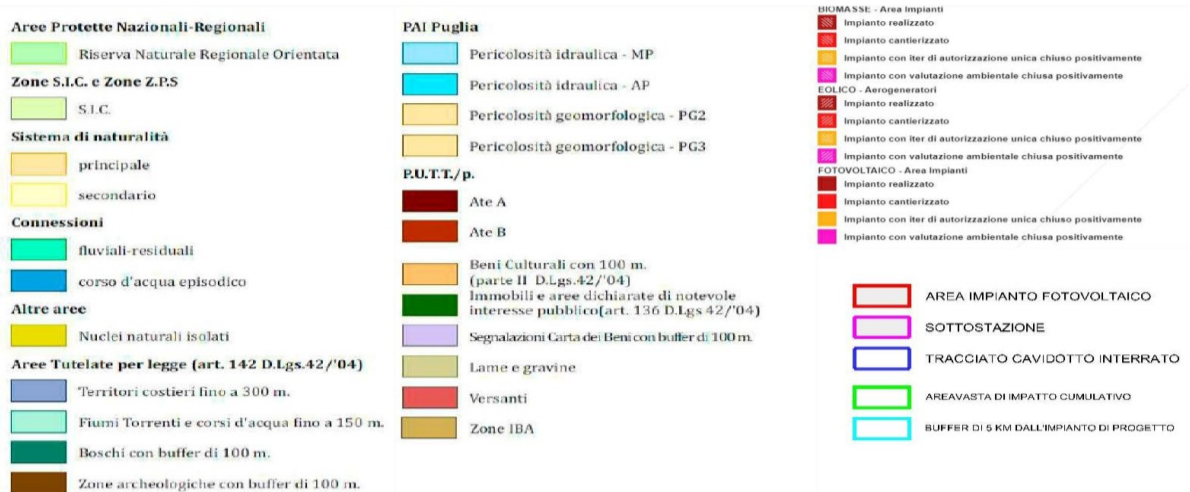 Aree Protette Nazionali-Regionali
Riserva Naturale Regionale Orientata
Zone S.I.C. e Zone Z.P.S
S.I.C.
Sistema di naturalità
principale
secondario
Connessioni
fluviali-residuali
corso d'acqua episodico
Altre aree
Nuclei naturali isolati
Aree Tutelate per legge (art. 142 D.Lgs.42/'04)
Territori costieri fino a 300 m.
Fiumi Torrenti e corsi d'acqua fino a 150 m.
Boschi con buffer di 100 m.
Zone archeologiche con buffer di 100 m.
PAI Puglia
Pericolosità idraulica - MP
Pericolosità idraulica - AP
Pericolosità geomorfologica - PG2
Pericolosità geomorfologica - PG3
P.U.T.T./p.
Ate A
Ate B
Beni Culturali con 100 m.
(parte II D.Lgs.42/'04)
Immobili e aree dichiarate di notevole
interesse pubblico(art. 136 D.Lgs 42/'04)
Segnalazioni Carta dei Beni con buffer di 100 m.
Lame e gravine
Versanti
Zone IBA
BIOMASSE - Area Impianti
Impianto realizzato
Impianto cantierizzato
Impianto con iter di autorizzazione unica chiuso positivamente
Impianto con valutazione ambientale chiusa positivamente
EOLICO - Aerogeneratori
Impianto realizzato
Impianto cantierizzato
Impianto con iter di autorizzazione unica chiuso positivamente
Impianto con valutazione ambientale chiusa positivamente
FOTOVOLTAICO - Area Impianti
Impianto realizzato
Impianto cantierizzato
Impianto con iter di autorizzazione unica chiuso positivamente
Impianto con valutazione ambientale chiusa positivamente
AREA IMPIANTO FOTOVOLTAICO
SOTTOSTAZIONE
TRACCIATO CAVIDOTTO INTERRATO
AREAVASTA DI IMPATTO CUMULATIVO
BUFFER DI 5 KM DALL'IMPIANTO DI PROGETTO